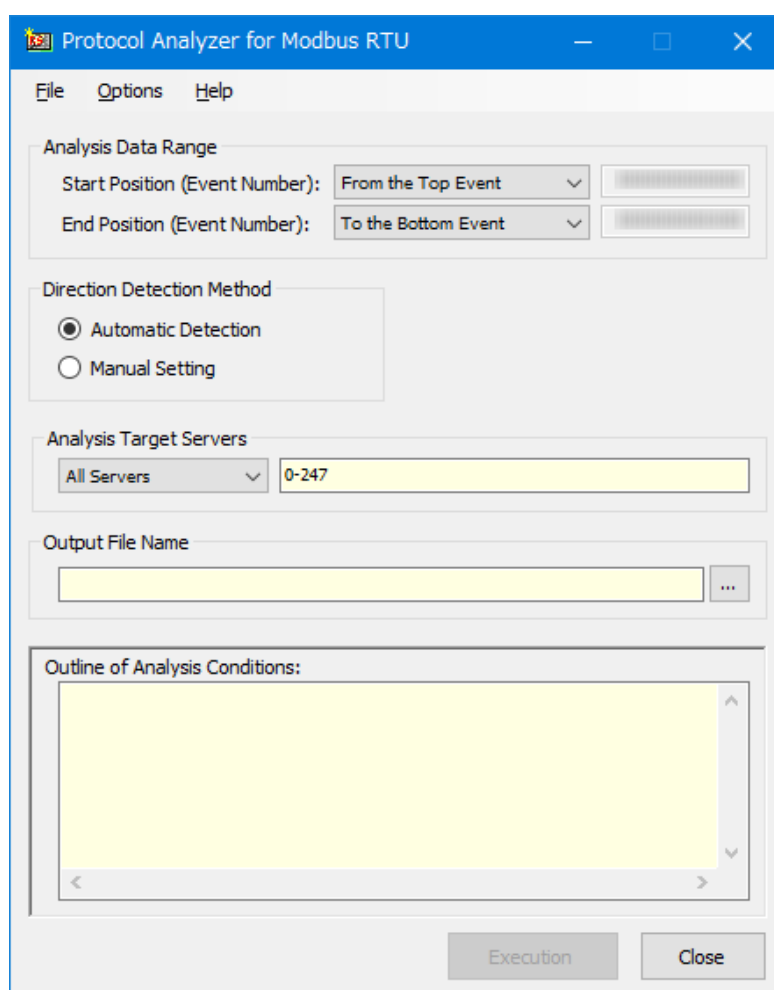 Protocol Analyzer for Modbus RTU
File Options Help
Analysis Data Range
Start Position (Event Number): From the Top Event
End Position (Event Number): To the Bottom Event
Direction Detection Method
Automatic Detection
Manual Setting
Analysis Target Servers
All Servers 0-247
Output File Name
...
Outline of Analysis Conditions:
Execution Close